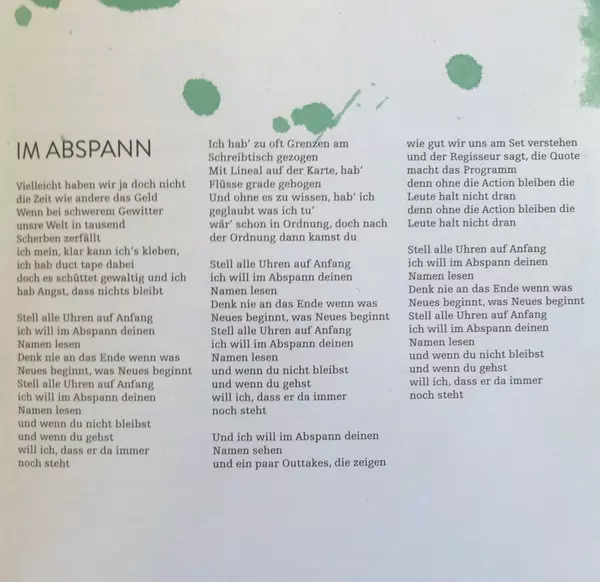 IM ABSPANN
Vielleicht haben wir ja doch nicht
die Zeit wie andere das Geld
Wenn bei schwerem Gewitter
unsre Welt in tausend
Scherben zerfällt
ich mein, klar kann ich's kleben,
ich hab duct tape dabei
doch es schüttet gewaltig und ich
hab Angst, dass nichts bleibt
Stell alle Uhren auf Anfang
ich will im Abspann deinen
Namen lesen
Denk nie an das Ende wenn was
Neues beginnt, was Neues beginnt
Stell alle Uhren auf Anfang
ich will im Abspann deinen
Namen lesen
und wenn du nicht bleibst
und wenn du gehst
will ich, dass er da immer
noch steht
Ich hab' zu oft Grenzen am
Schreibtisch gezogen
Mit Lineal auf der Karte, hab'
Flüsse grade gebogen
Und ohne es zu wissen, hab' ich
geglaubt was ich tu'
wär' schon in Ordnung, doch nach
der Ordnung dann kamst du
Stell alle Uhren auf Anfang
ich will im Abspann deinen
Namen lesen
Denk nie an das Ende wenn was
Neues beginnt, was Neues beginnt
Stell alle Uhren auf Anfang
ich will im Abspann deinen
Namen lesen
und wenn du nicht bleibst
und wenn du gehst
will ich, dass er da immer
noch steht
Und ich will im Abspann deinen
Namen sehen
und ein paar Outtakes, die zeigen
wie gut wir uns am Set verstehen
und der Regisseur sagt, die Quote
macht das Programm
denn ohne die Action bleiben die
Leute halt nicht dran
denn ohne die Action bleiben die
Leute halt nicht dran
Stell alle Uhren auf Anfang
ich will im Abspann deinen
Namen lesen
Denk nie an das Ende wenn was
Neues beginnt, was Neues beginnt
Stell alle Uhren auf Anfang
ich will im Abspann deinen
Namen lesen
und wenn du nicht bleibst
und wenn du gehst
will ich, dass er da immer
noch steht